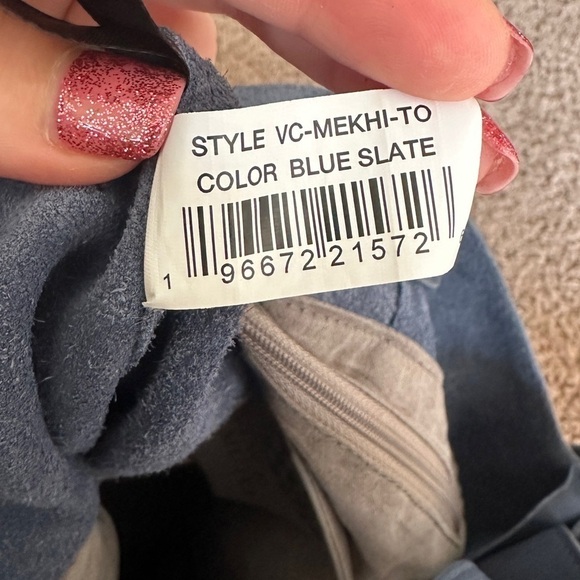 STYLE VC-MEKHI-TO
COLOR BLUE SLATE
1 96672 21572